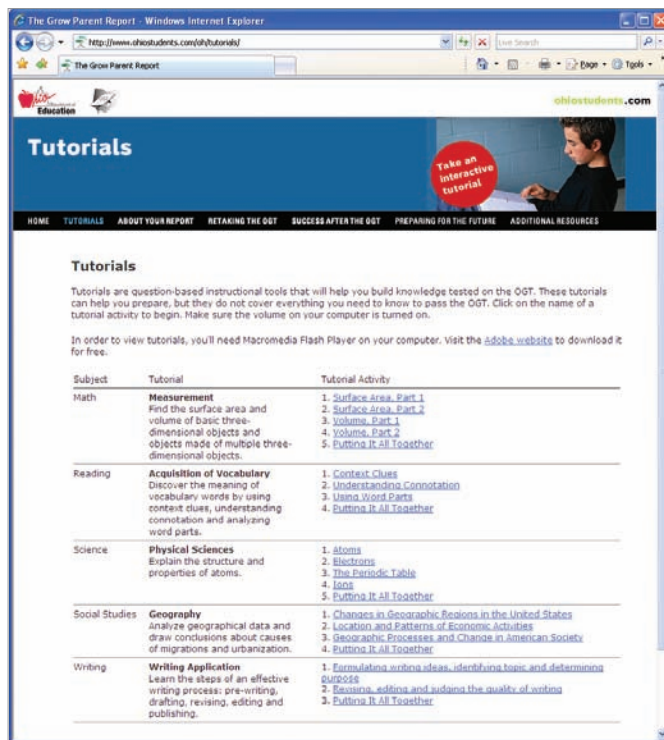 The Grow Parent Report - Windows Internet Explorer
http://www.ohiostudents.com/oh/tutorials/
Live Search
The Grow Parent Report
Page
Tools
Education
ohiostudents.com
Tutorials
Take an
interactive
tutorial
HOME TUTORIALS ABOUT YOUR REPORT RETAKING THE OGT SUCCESS AFTER THE OGT PREPARING FOR THE FUTURE ADDITIONAL RESOURCES
Tutorials
Tutorials are question-based instructional tools that will help you build knowledge tested on the OGT. These tutorials
can help you prepare, but they do not cover everything you need to know to pass the OGT. Click on the name of a
tutorial activity to begin. Make sure the volume on your computer is turned on.
In order to view tutorials, you'll need Macromedia Flash Player on your computer. Visit the Adobe website to download it
for free.
Subject Tutorial Tutorial Activity
Math Measurement 1. Surface Area, Part 1
Find the surface area and 2. Surface Area, Part 2
volume of basic three- 3. Volume, Part 1
dimensional objects and 4. Volume, Part 2
objects made of multiple three- 5. Putting It All Together
dimensional objects.
Reading Acquisition of Vocabulary 1. Context Clues
Discover the meaning of 2. Understanding Connotation
vocabulary words by using 3. Using Word Parts
context clues, understanding 4. Putting It All Together
connotation and analyzing
word parts.
Science Physical Sciences 1. Atoms
Explain the structure and 2. Electrons
properties of atoms. 3. The Periodic Table
4. Ions
5. Putting It All Together
Social Studies Geography 1. Changes in Geographic Regions in the United States
Analyze geographical data and 2. Location and Patterns of Economic Activities
draw conclusions about causes 3. Geographic Processes and Change in American Society
of migrations and urbanization. 4. Putting It All Together
Writing Writing Application 1. Formulating writing ideas, identifying topic and determining
Learn the steps of an effective purpose
writing process: pre-writing, 2. Revising, editing and judging the quality of writing
drafting, revising, editing and 3. Putting It All Together
publishing.